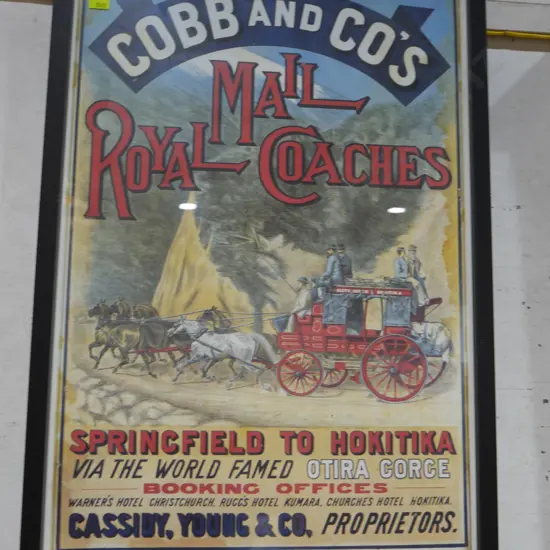 COBB AND CO'S
MAIL
ROYAL COACHES
SPRINGFIELD TO HOKITIKA
VIA THE WORLD FAMED OTIRA GORGE
BOOKING OFFICES
WARNER'S HOTEL CHRISTCHURCH, RUGGS HOTEL KUMARA, CHURCHES HOTEL HOKITIKA.
CASSIDY, YOUNG & CO, PROPRIETORS.